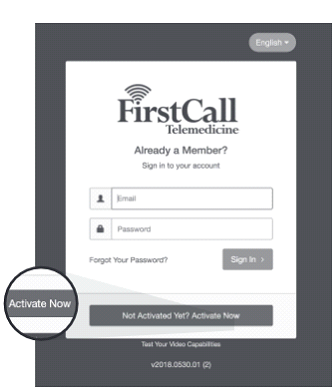 English
FirstCall
Telemedicine
Already a Member?
Sign in to your account
Email
Password
Forgot Your Password?
Sign In ›
Activate Now
Not Activated Yet? Activate Now
Test Your Video Capabilities
v2018.0530.01 (2)